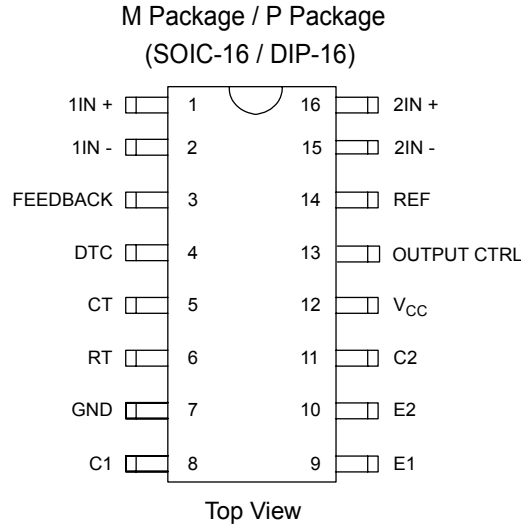 M Package / P Package
(SOIC-16 / DIP-16)
1IN + 1 16 2IN +
1IN - 2 15 2IN -
FEEDBACK 3 14 REF
DTC 4 13 OUTPUT CTRL
CT 5 12 VCC
RT 6 11 C2
GND 7 10 E2
C1 8 9 E1
Top View